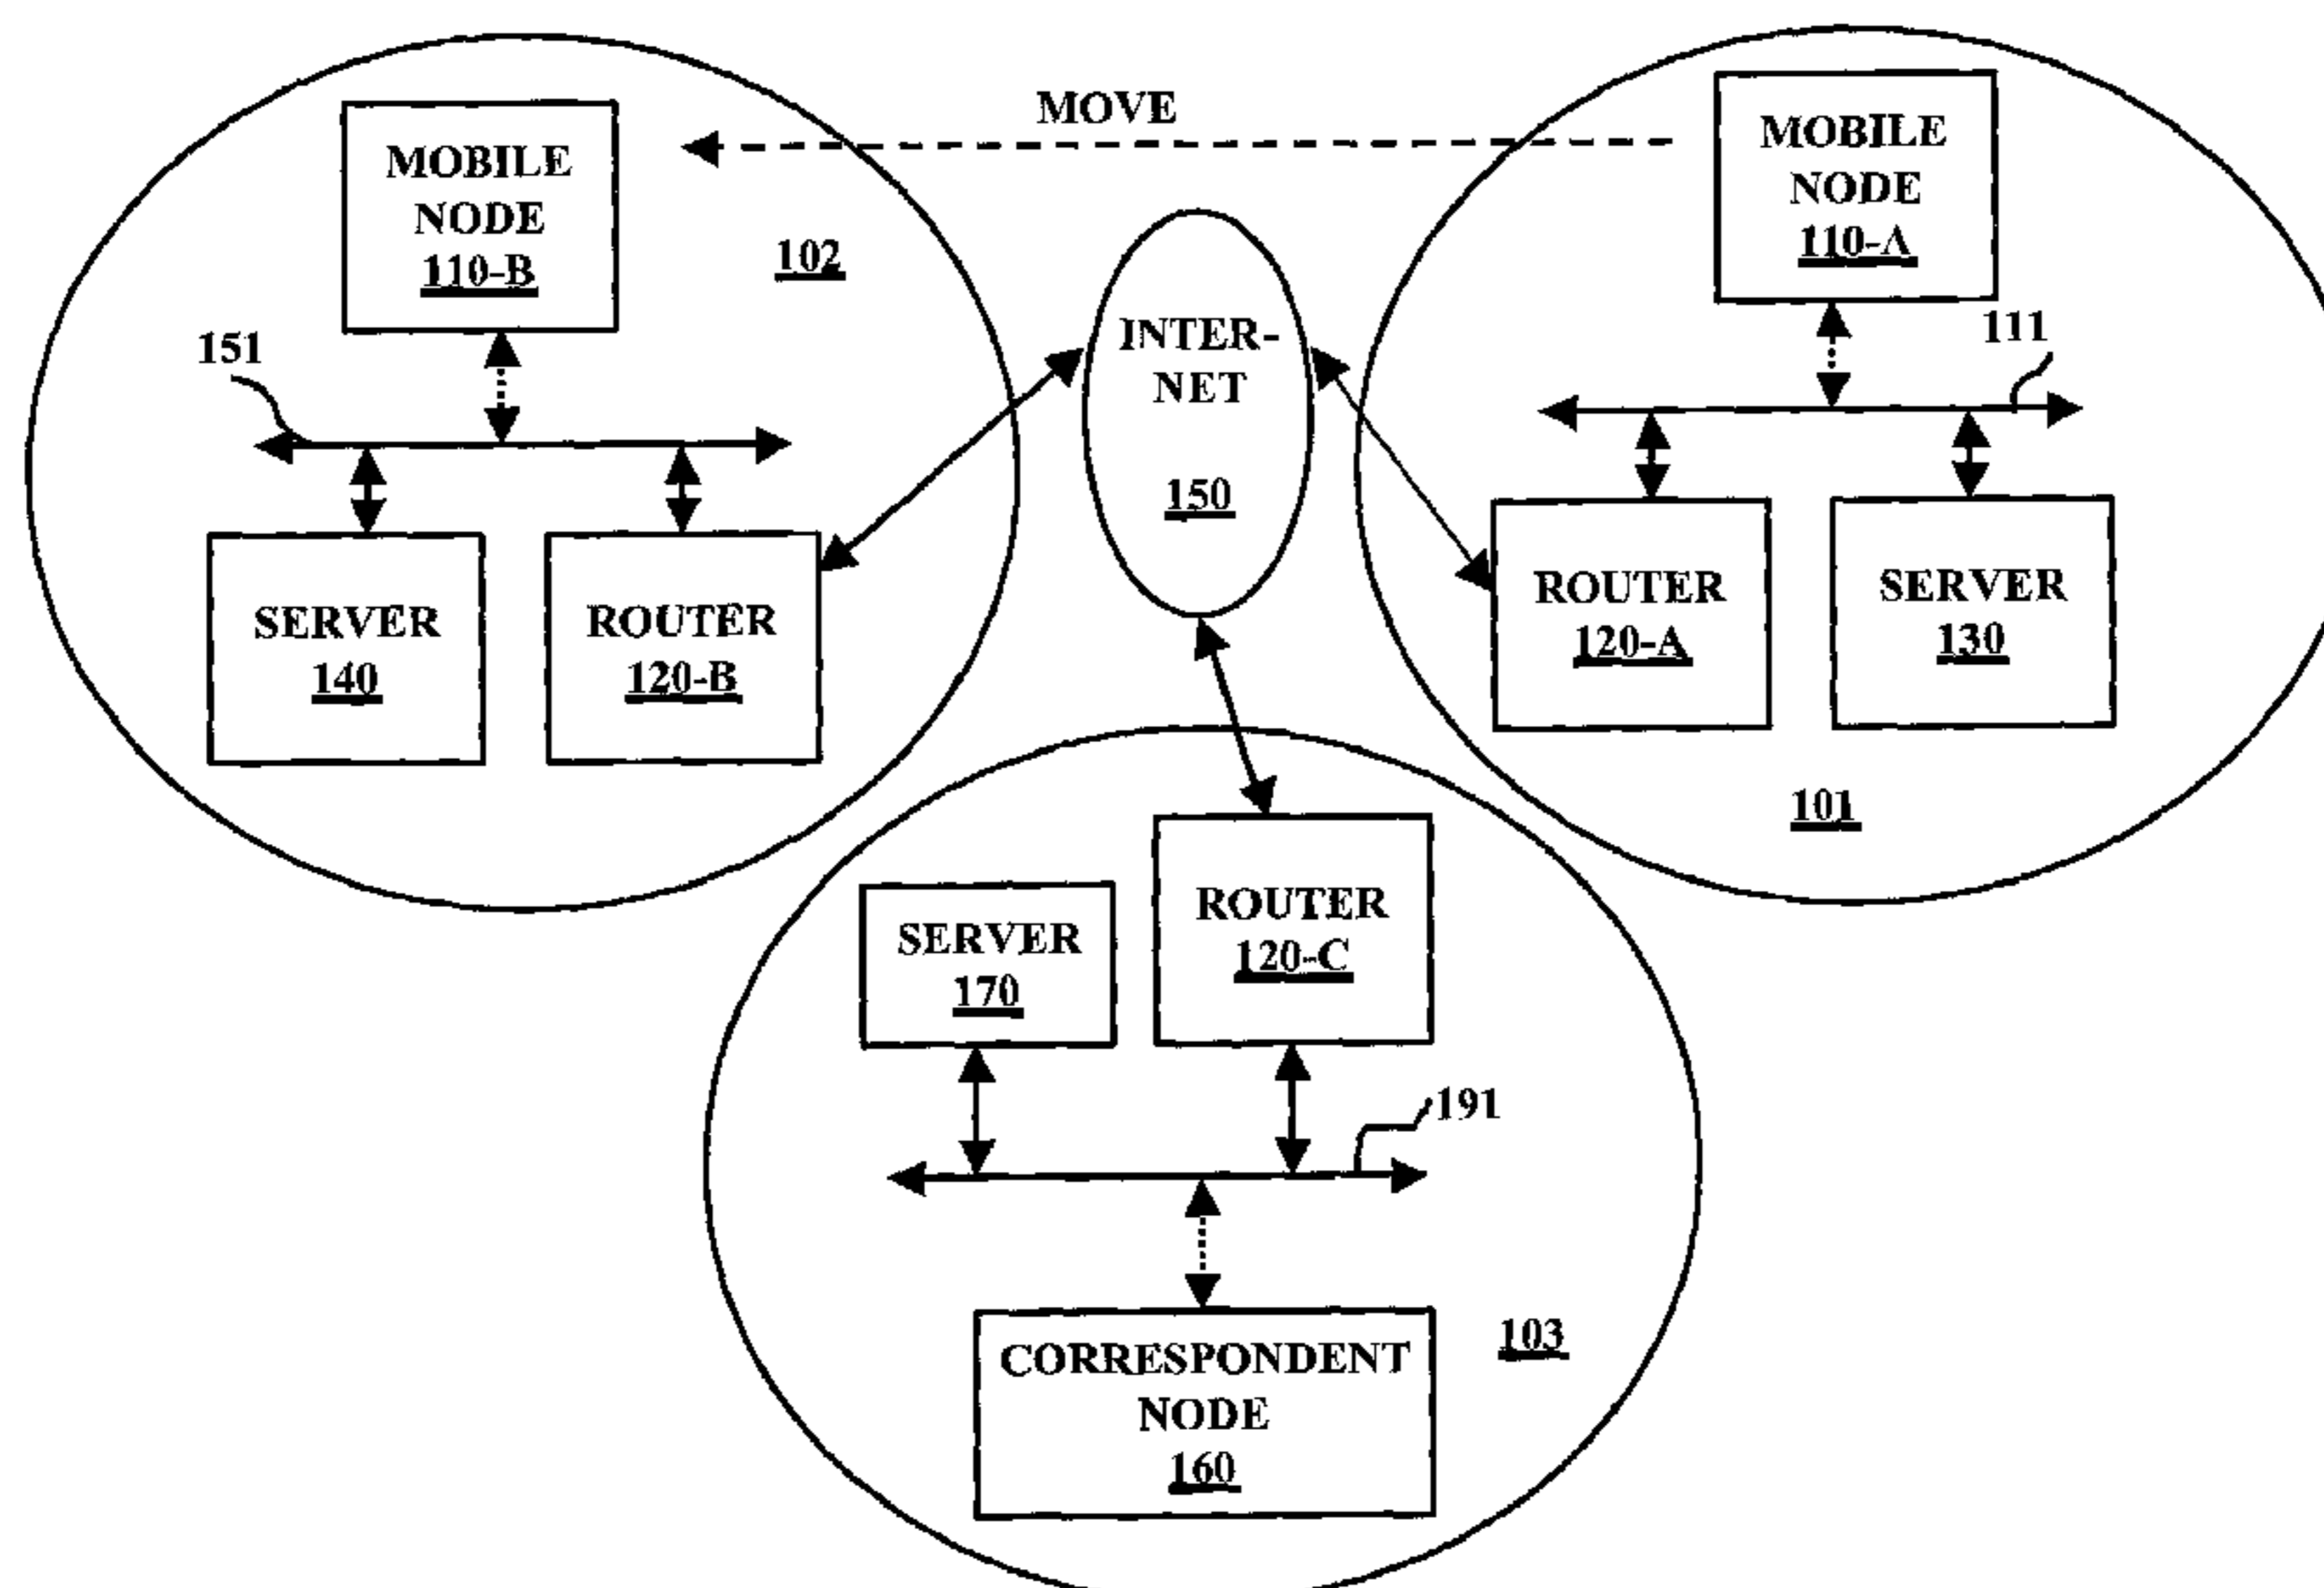 MOVE
MOBILE
NODE
110-B
102
151
SERVER
140
ROUTER
120-B
INTER-
NET
150
MOBILE
NODE
110-A
111
ROUTER
120-A
SERVER
130
101
SERVER
170
ROUTER
120-C
191
CORRESPONDENT
NODE
160
103